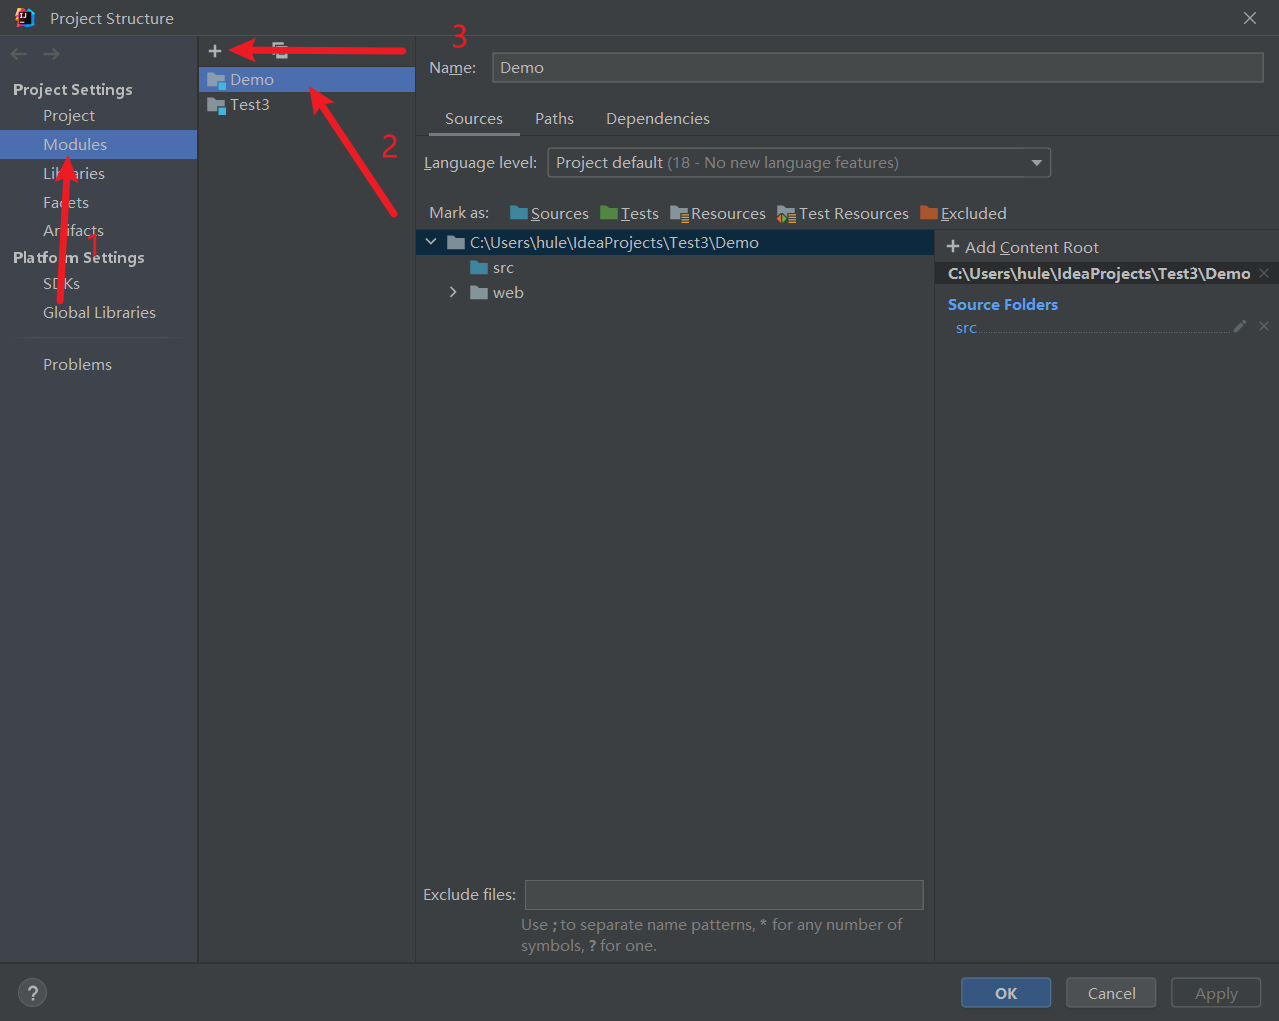 Project Structure
Project Settings
Project
Modules
Libraries
Facets
Artifacts
Platform Settings
SDKs
Global Libraries
Problems
1
3
2
Demo
Test3
Name: Demo
Sources Paths Dependencies
Language level: Project default (18 - No new language features)
Mark as: Sources Tests Resources Test Resources Excluded
C:\Users\hule\IdeaProjects\Test3\Demo
src
web
Add Content Root
C:\Users\hule\IdeaProjects\Test3\Demo
Source Folders
src
Exclude files:
Use ; to separate name patterns, * for any number of
symbols, ? for one.
?
OK Cancel Apply